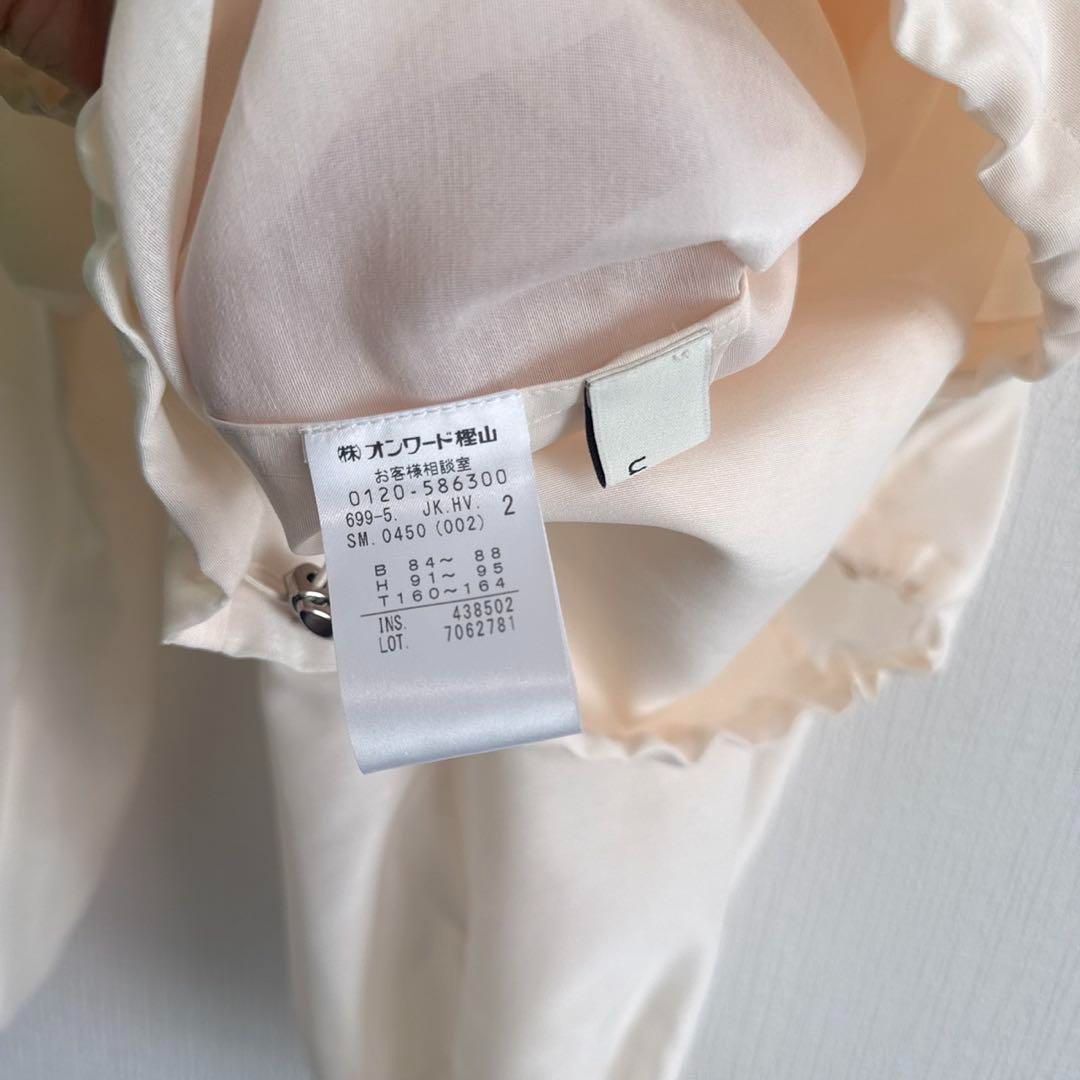 ㈱オンワード樫山
お客様相談室
0120-586300
699-5. JK.HV. 2
SM. 0450 (002)
B 84～ 88
H 91～ 95
T160～164
INS. 438502
LOT. 7062781